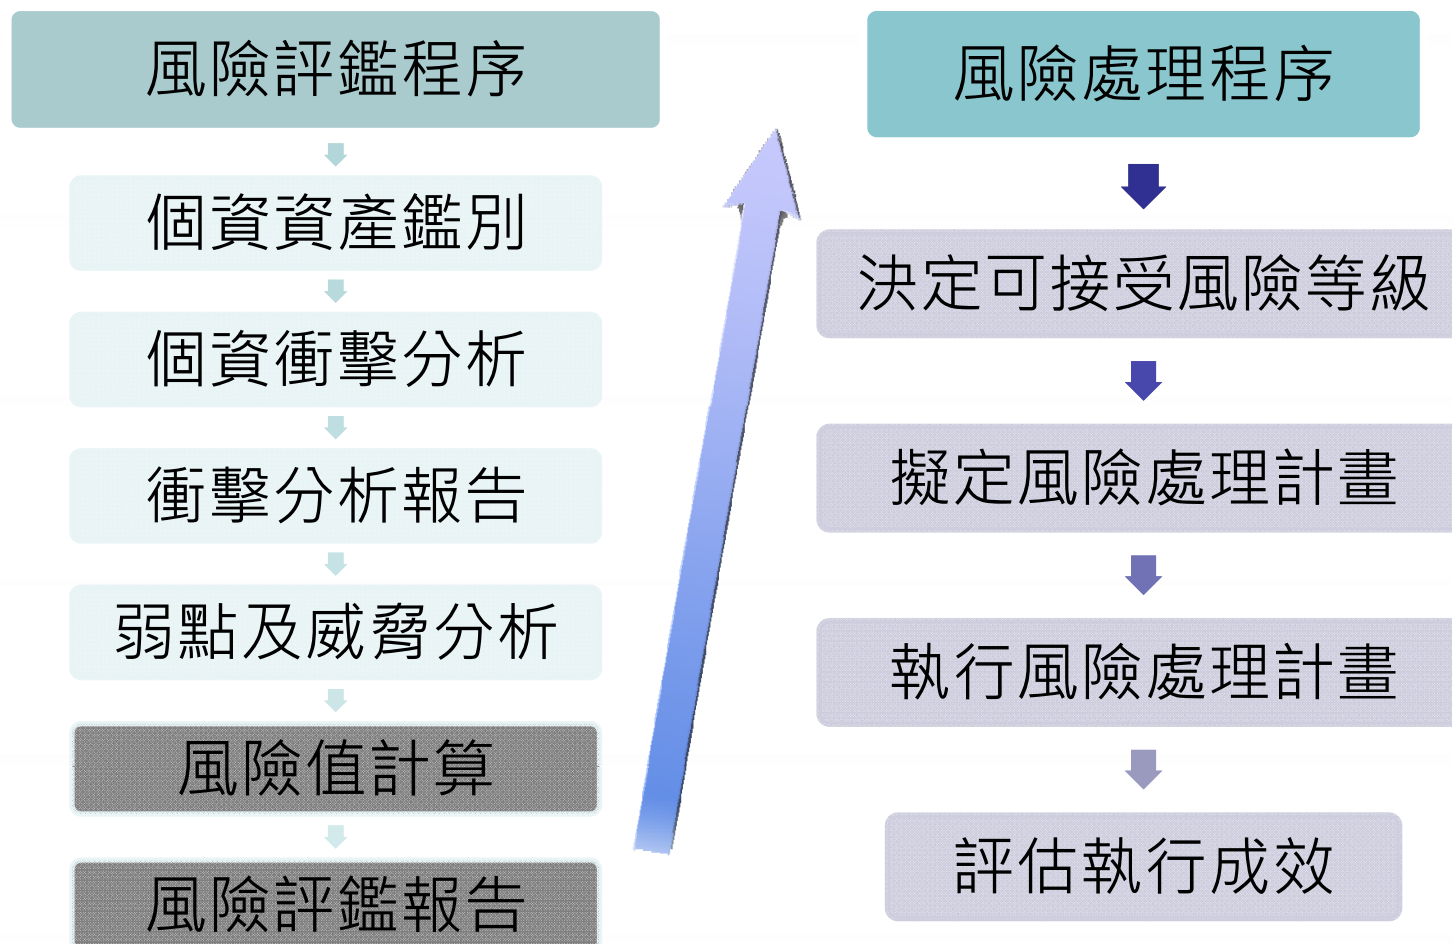 風險評鑑程序
個資資產鑑別
個資衝擊分析
衝擊分析報告
弱點及威脅分析
風險值計算
風險評鑑報告
風險處理程序
決定可接受風險等級
擬定風險處理計畫
執行風險處理計畫
評估執行成效